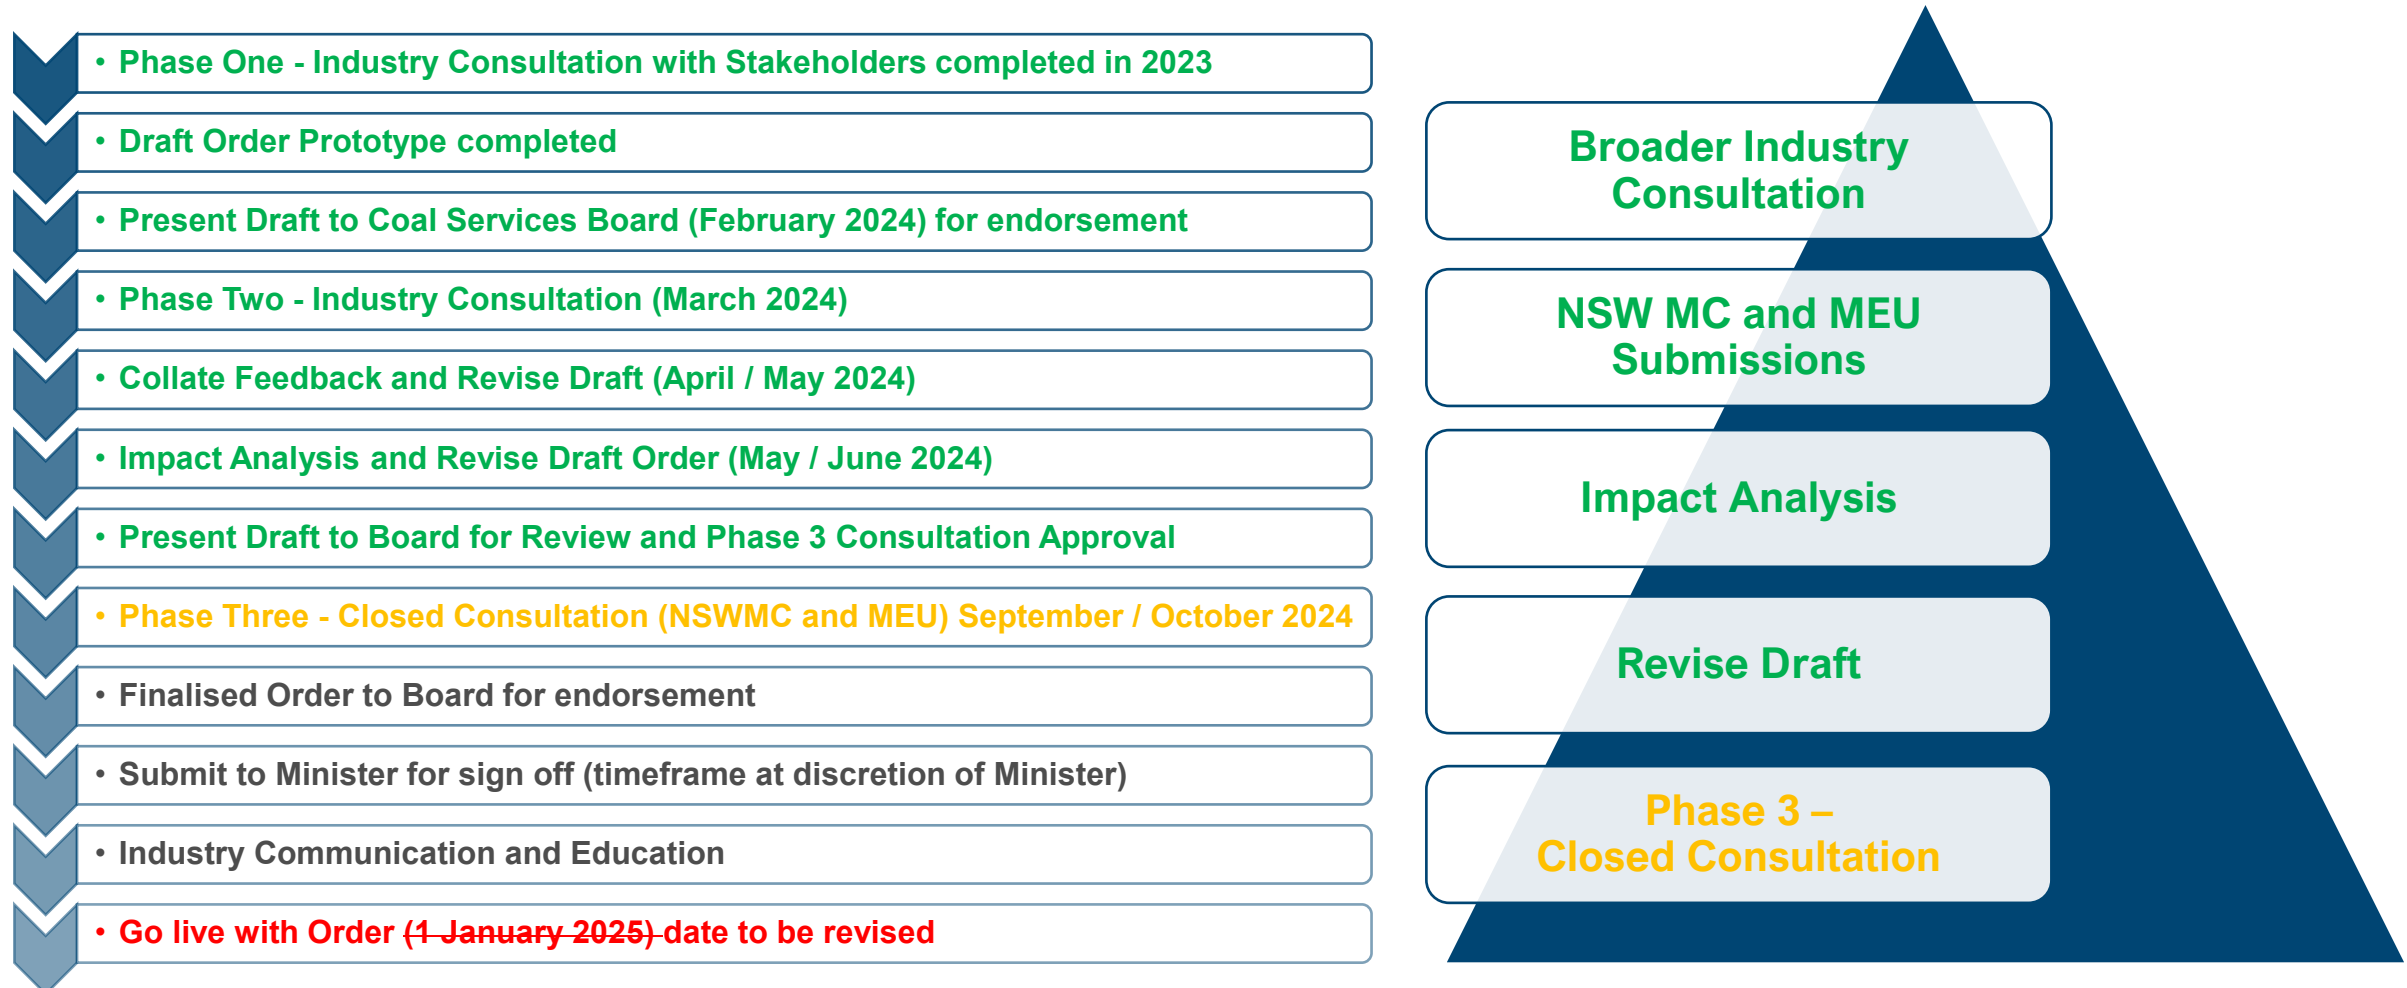 • Phase One - Industry Consultation with Stakeholders completed in 2023
• Draft Order Prototype completed
• Present Draft to Coal Services Board (February 2024) for endorsement
• Phase Two - Industry Consultation (March 2024)
• Collate Feedback and Revise Draft (April / May 2024)
• Impact Analysis and Revise Draft Order (May / June 2024)
• Present Draft to Board for Review and Phase 3 Consultation Approval
• Phase Three - Closed Consultation (NSWMC and MEU) September / October 2024
• Finalised Order to Board for endorsement
• Submit to Minister for sign off (timeframe at discretion of Minister)
• Industry Communication and Education
• Go live with Order (1 January 2025) date to be revised
Broader Industry
Consultation
NSW MC and MEU
Submissions
Impact Analysis
Revise Draft
Phase 3 –
Closed Consultation